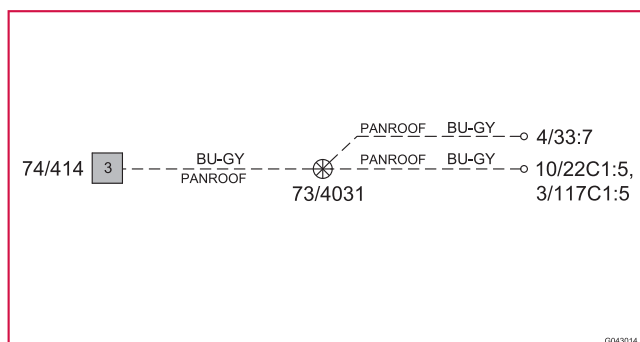 PANROOF BU-GY 4/33:7
74/414 3 BU-GY PANROOF BU-GY 10/22C1:5,
PANROOF 73/4031 3/117C1:5
G043014